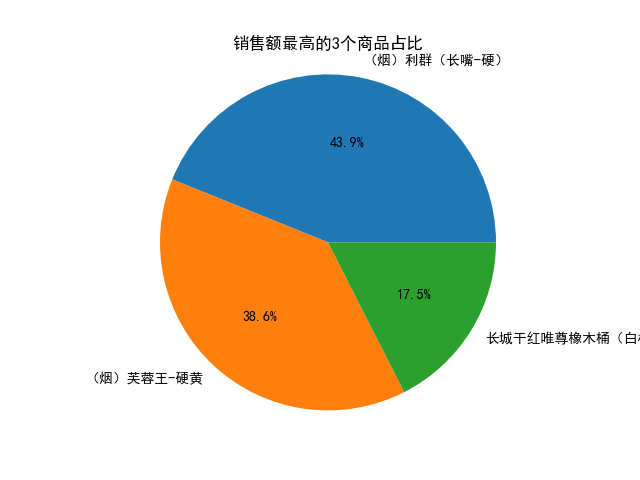 销售额最高的3个商品占比
（烟）利群（长嘴-硬）
43.9%
38.6%
17.5%
长城干红唯尊橡木桶（白
（烟）芙蓉王-硬黄